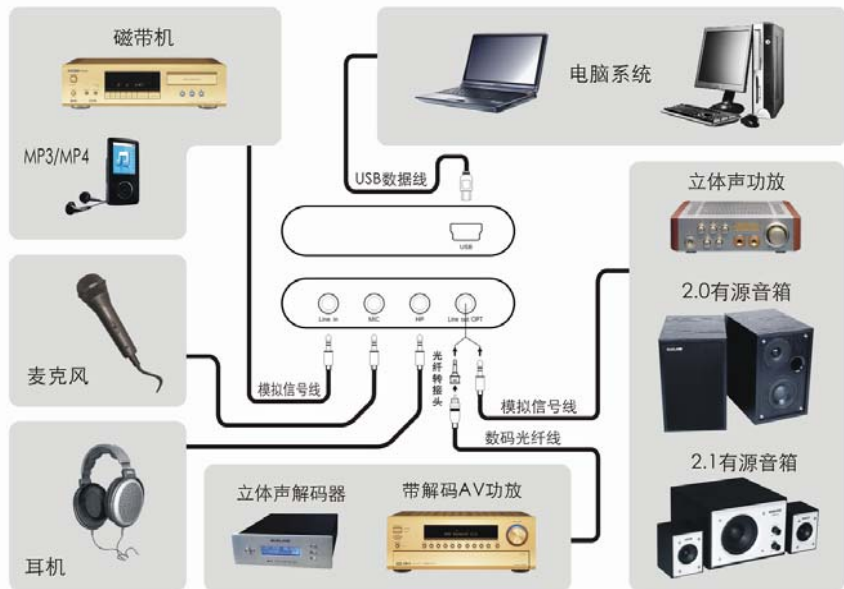 磁带机
MP3/MP4
电脑系统
USB数据线
USB
立体声功放
2.0有源音箱
2.1有源音箱
Line in
MIC
HP
Line out OPT
麦克风
模拟信号线
光纤转接头
模拟信号线
数码光纤线
耳机
立体声解码器
带解码AV功放